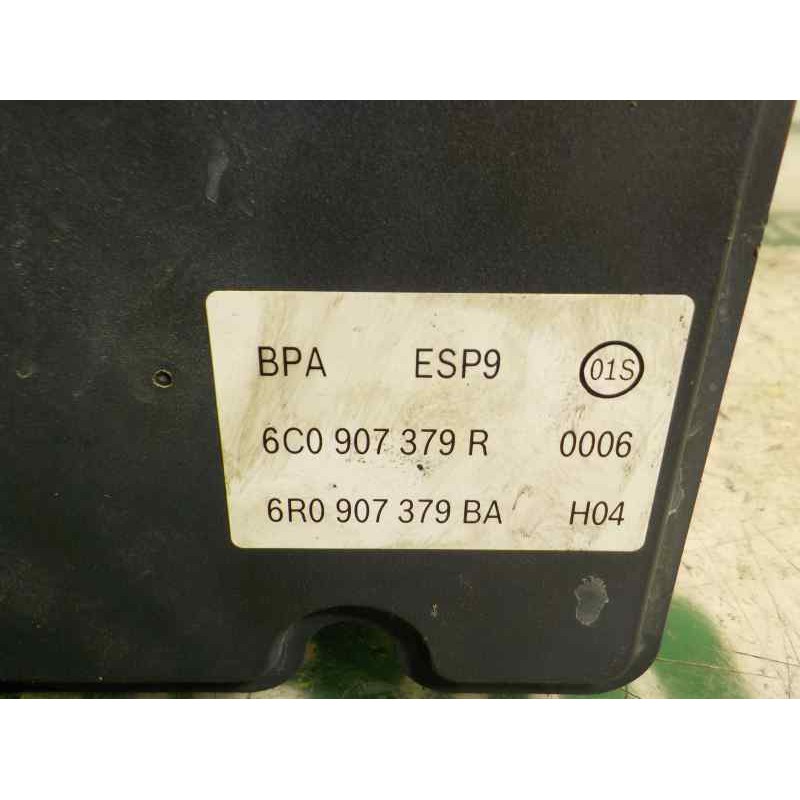 BPA ESP9 01S
6C0 907 379 R 0006
6R0 907 379 BA H04